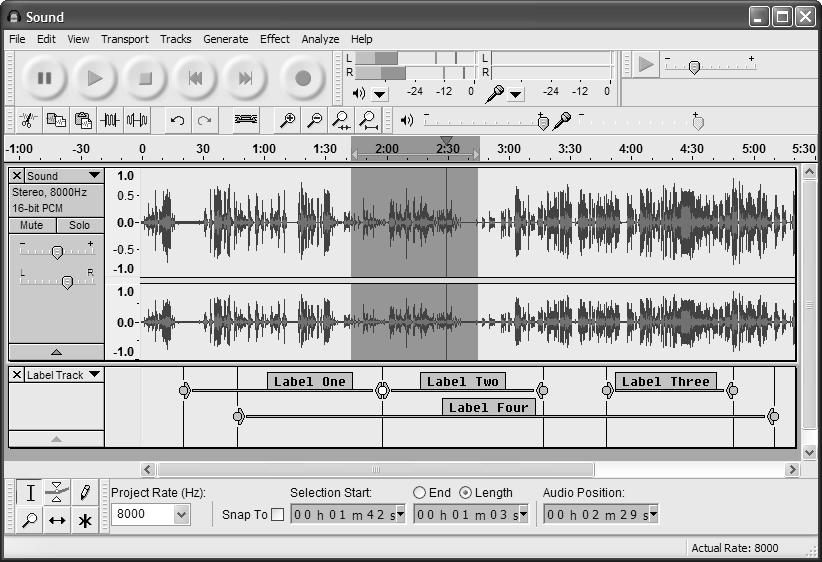 Sound
File Edit View Transport Tracks Generate Effect Analyze Help
L
R
-24 -12 0
L
R
-24 -12 0
- +
- +
- +
-1:00 -30 0 30 1:00 1:30 2:00 2:30 3:00 3:30 4:00 4:30 5:00 5:30
Sound
Stereo, 8000Hz
16-bit PCM
Mute Solo
- +
L R
1.0
0.5
0.0
-0.5
-1.0
1.0
0.0
-1.0
Label Track
Label One Label Two Label Three
Label Four
Project Rate (Hz):
8000
Snap To
Selection Start:
00 h 01 m 42 s
End Length
00 h 01 m 03 s
Audio Position:
00 h 02 m 29 s
Actual Rate: 8000